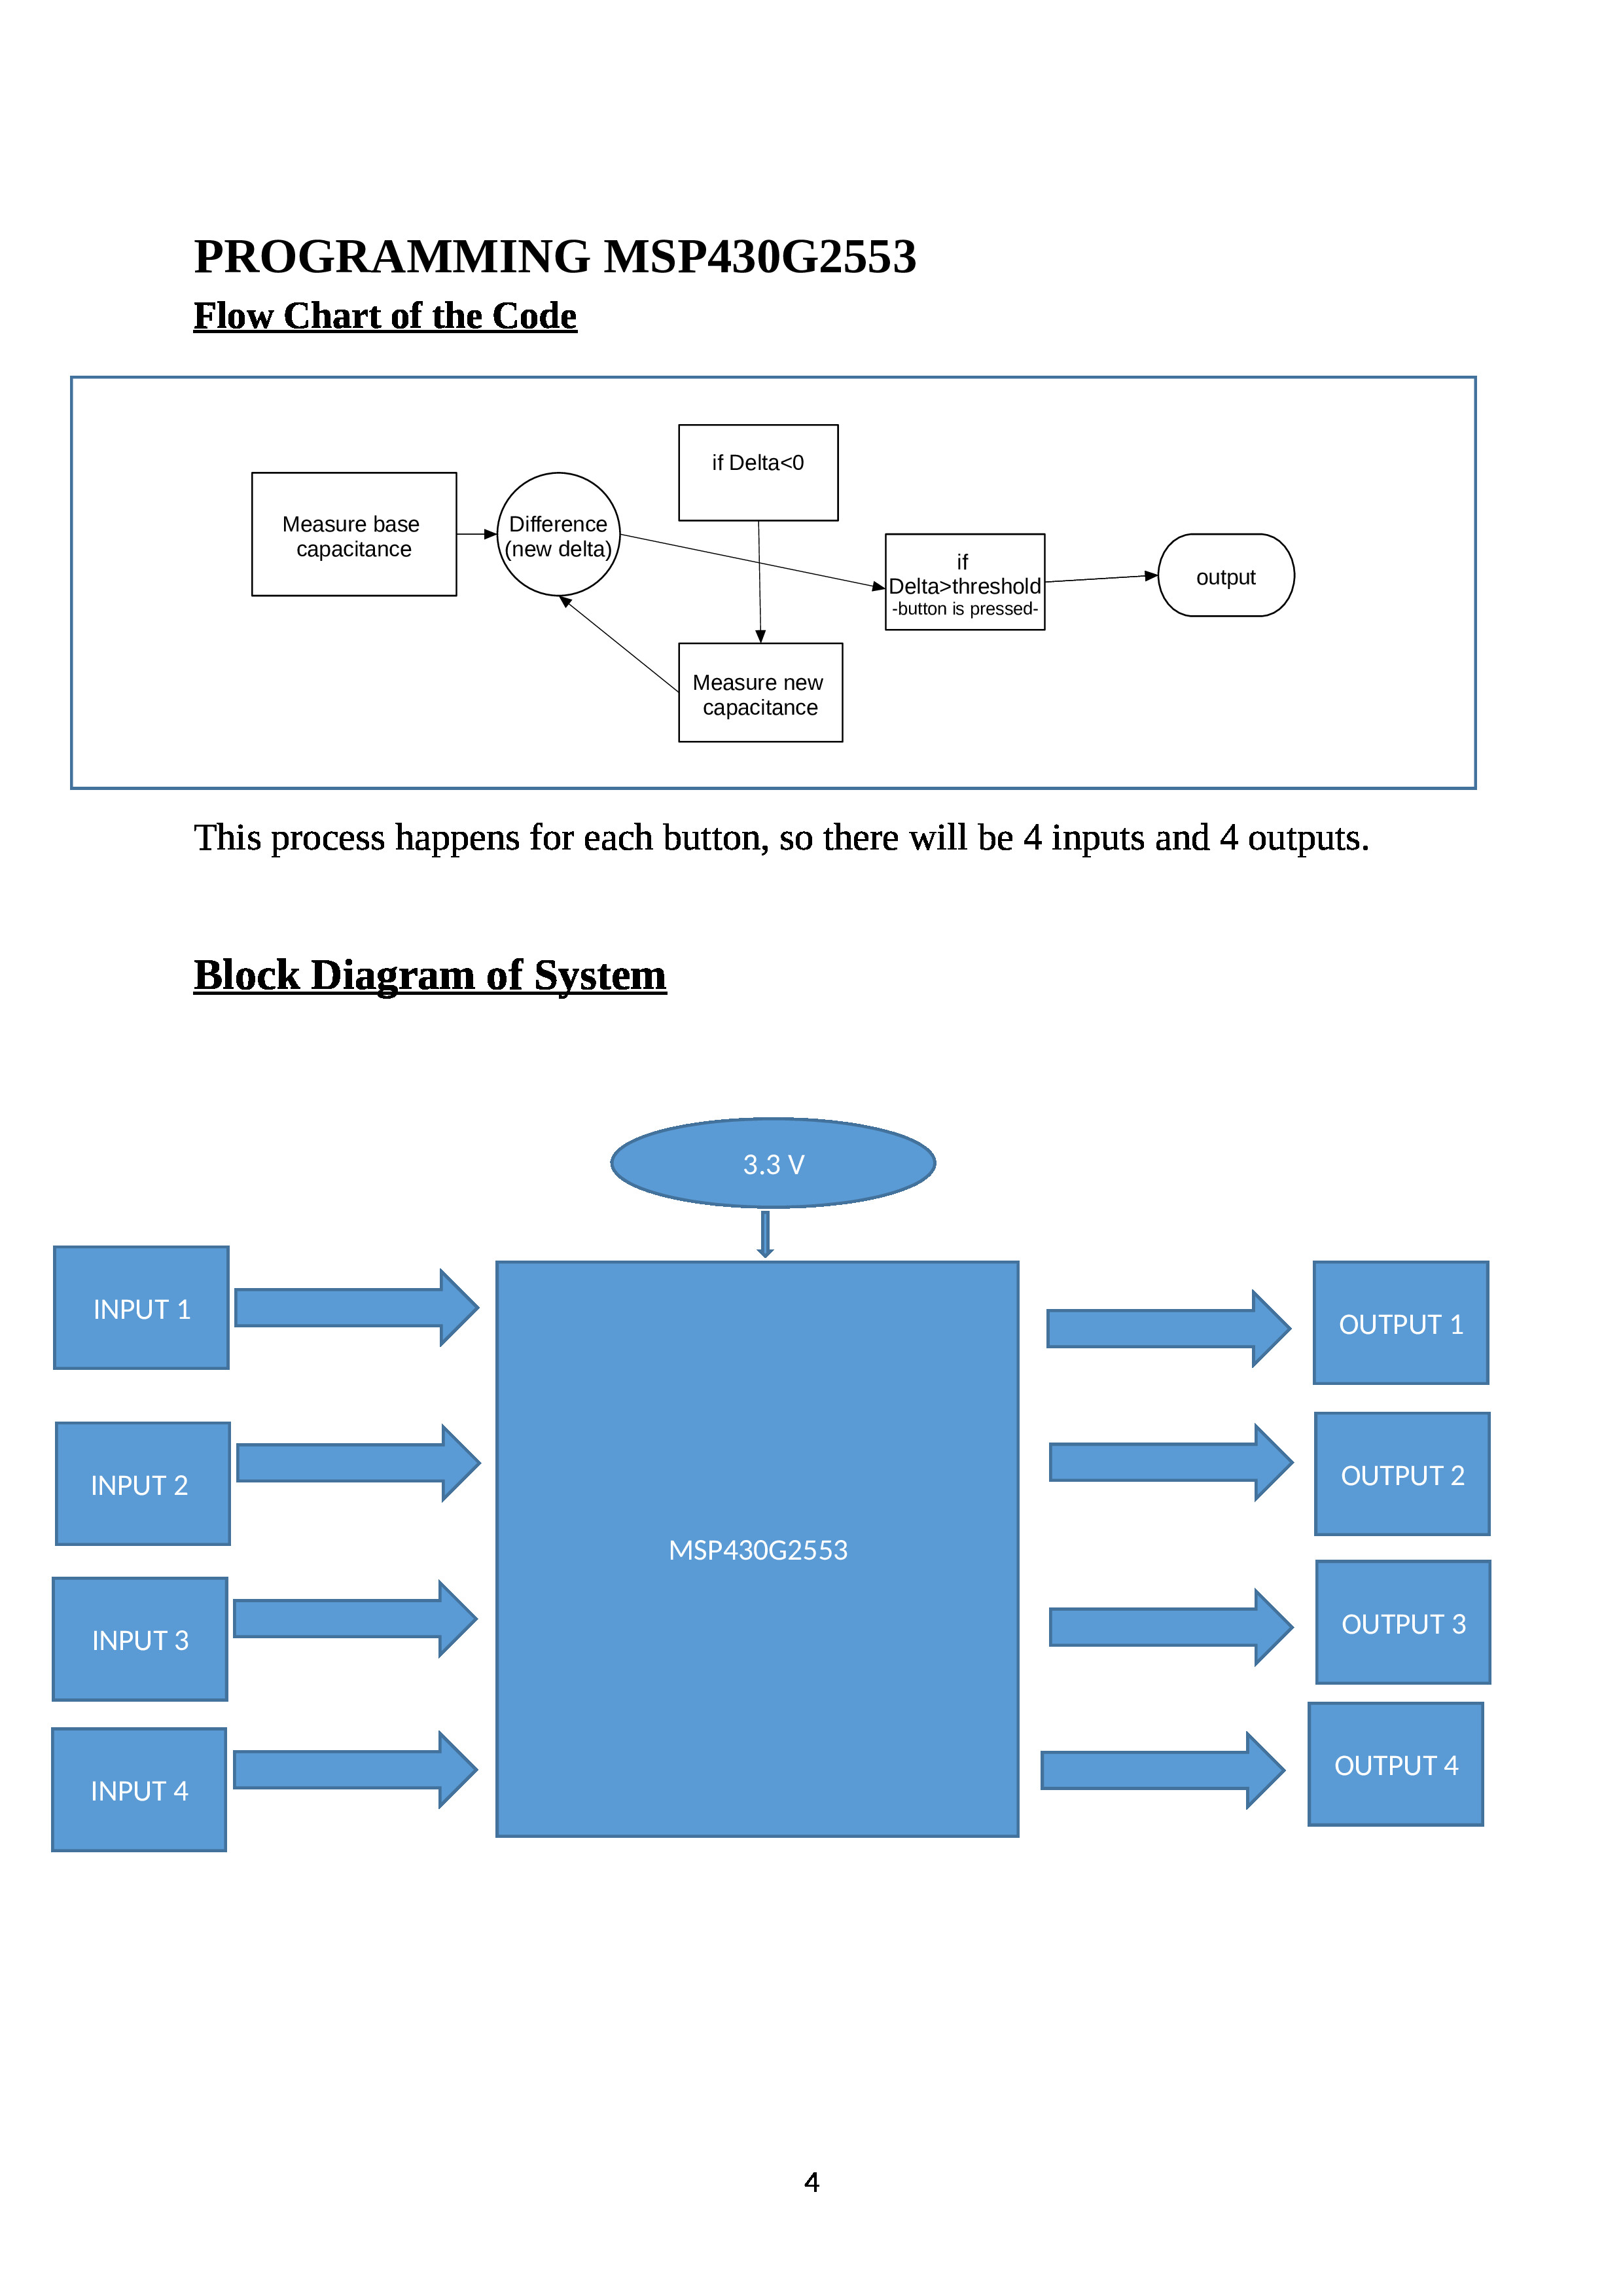 PROGRAMMING MSP430G2553
Flow Chart of the Code
if Delta<0
Measure base
capacitance
Difference
(new delta)
if
Delta>threshold
-button is pressed-
output
Measure new
capacitance
This process happens for each button, so there will be 4 inputs and 4 outputs.
Block Diagram of System
3.3 V
INPUT 1
OUTPUT 1
INPUT 2
OUTPUT 2
MSP430G2553
INPUT 3
OUTPUT 3
INPUT 4
OUTPUT 4
4